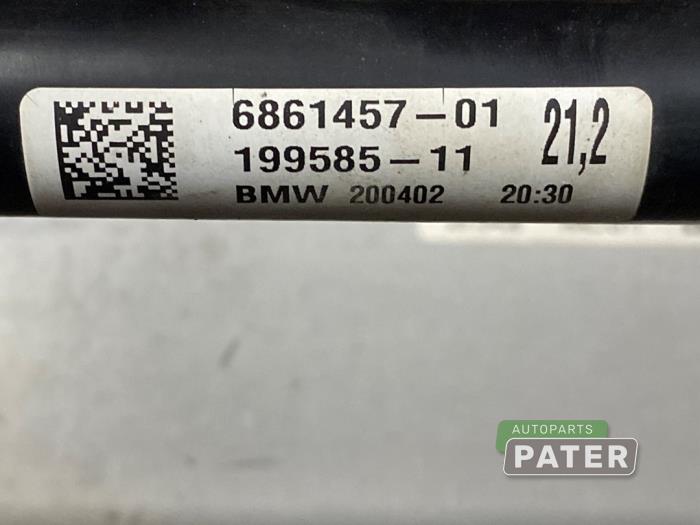 6861457-01
199585-11
21,2
BMW 200402 20:30
AUTOPARTS
PATER